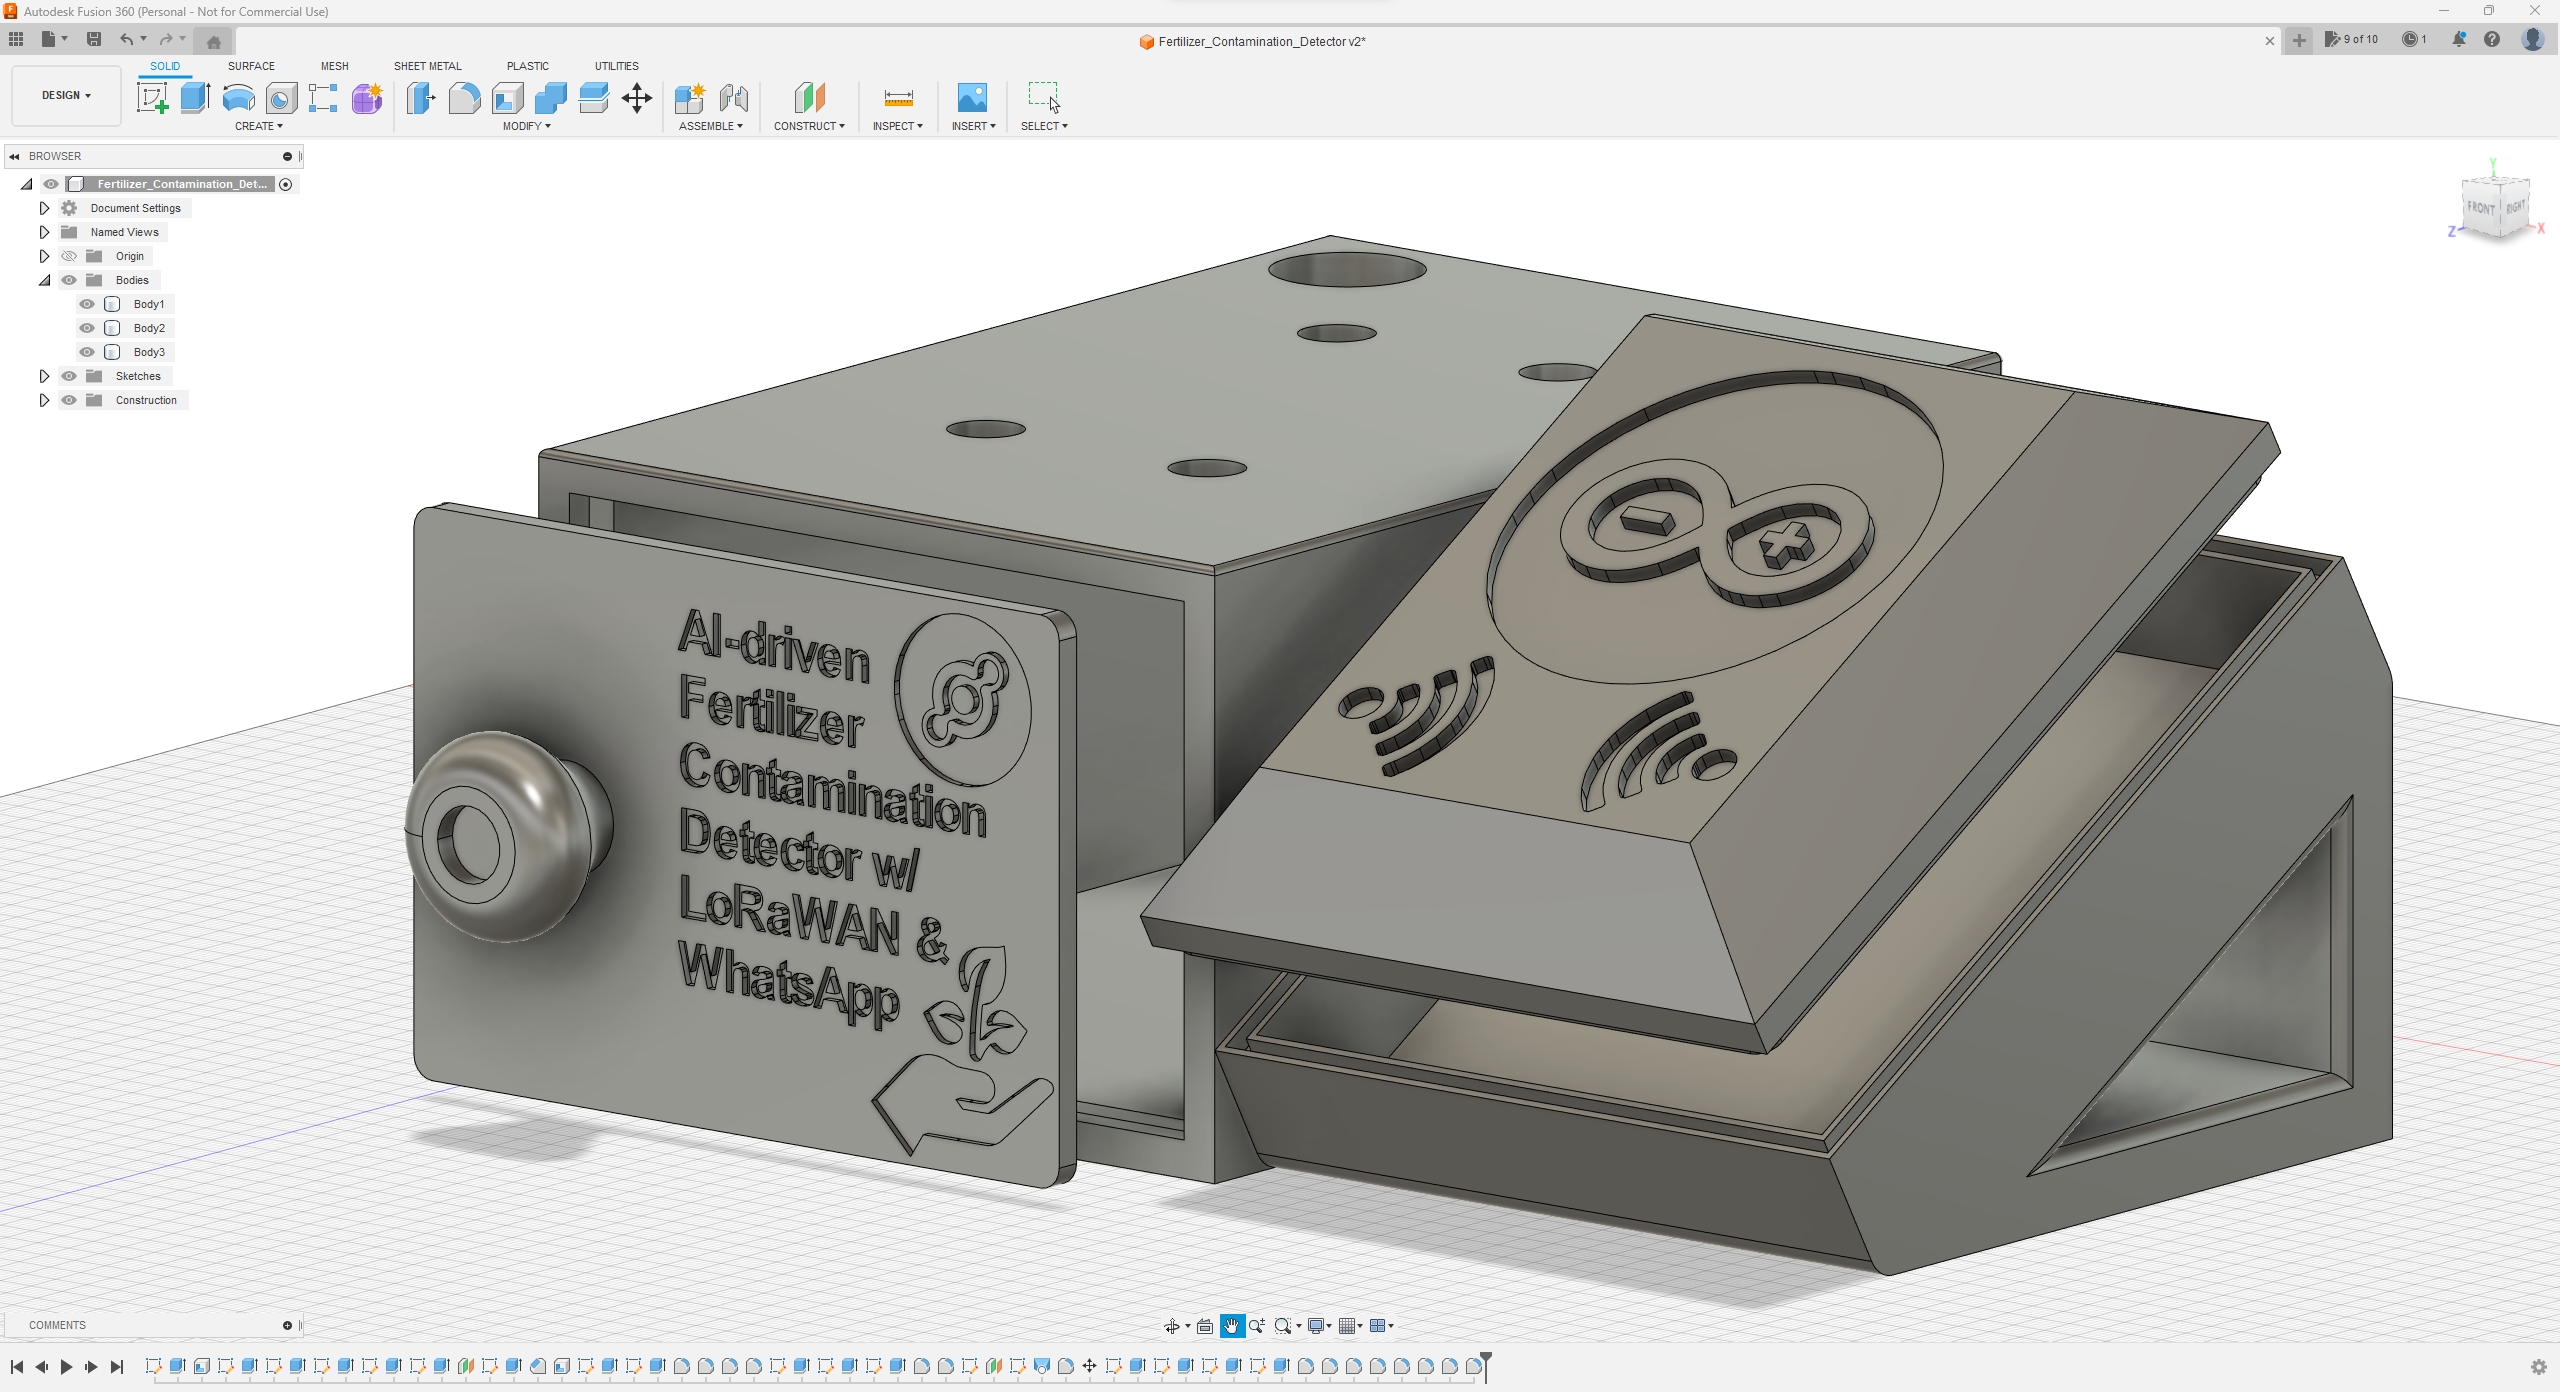 Autodesk Fusion 360 (Personal - Not for Commercial Use)
Fertilizer_Contamination_Detector v2*
9 of 10
1
DESIGN
SOLID
SURFACE
MESH
SHEET METAL
PLASTIC
UTILITIES
CREATE
MODIFY
ASSEMBLE
CONSTRUCT
INSPECT
INSERT
SELECT
BROWSER
Fertilizer_Contamination_Det...
Document Settings
Named Views
Origin
Bodies
Body1
Body2
Body3
Sketches
Construction
Y
FRONT
RIGHT
Z
X
AI-driven
Fertilizer
Contamination
Detector w/
LoRaWAN &
WhatsApp
COMMENTS